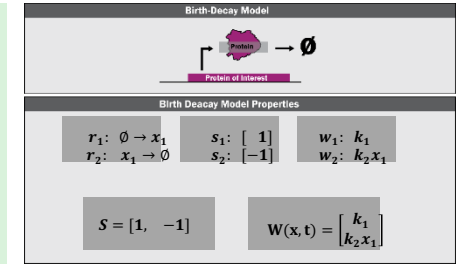 Birth-Decay Model
Protein
Ø
Protein of Interest
Birth Deacay Model Properties
r₁: Ø → x₁
r₂: x₁ → Ø
s₁: [ 1]
s₂: [−1]
w₁: k₁
w₂: k₂x₁
S = [1, −1]
W(x, t) = [k₁
k₂x₁]